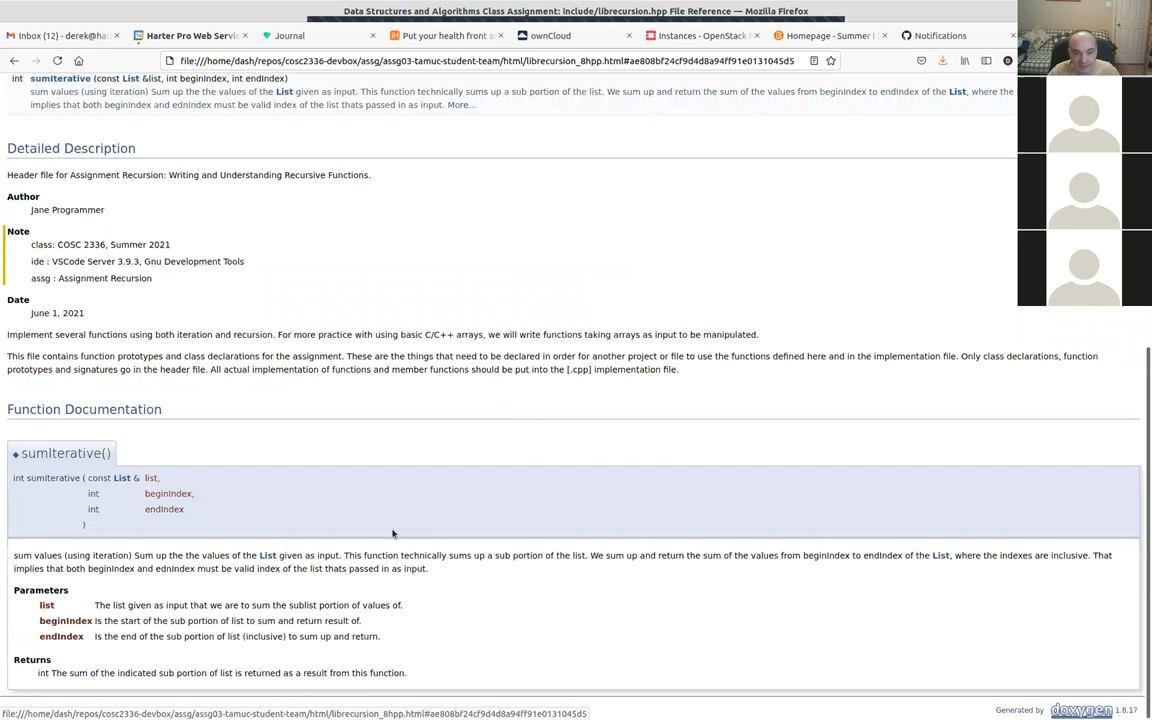 Data Structures and Algorithms Class Assignment: include/librecursion.hpp File Reference — Mozilla Firefox
Inbox (12) - derek@har
Harter Pro Web Servic
Journal
Put your health front a
ownCloud
Instances - OpenStack
Homepage - Summer
Notifications
file:///home/dash/repos/cosc2336-devbox/assg/assg03-tamuc-student-team/html/librecursion_8hpp.html#ae808bf24cf9d4d8a94ff91e0131045d5
int sumIterative (const List &list, int beginIndex, int endIndex)
sum values (using iteration) Sum up the the values of the List given as input. This function technically sums up a sub portion of the list. We sum up and return the sum of the values from beginIndex to endIndex of the List, where the
implies that both beginIndex and ednIndex must be valid index of the list thats passed in as input. More...
Detailed Description
Header file for Assignment Recursion: Writing and Understanding Recursive Functions.
Author
Jane Programmer
Note
class: COSC 2336, Summer 2021
ide : VSCode Server 3.9.3, Gnu Development Tools
assg : Assignment Recursion
Date
June 1, 2021
Implement several functions using both iteration and recursion. For more practice with using basic C/C++ arrays, we will write functions taking arrays as input to be manipulated.
This file contains function prototypes and class declarations for the assignment. These are the things that need to be declared in order for another project or file to use the functions defined here and in the implementation file. Only class declarations, function
prototypes and signatures go in the header file. All actual implementation of functions and member functions should be put into the [.cpp] implementation file.
Function Documentation
◆ sumIterative()
int sumIterative ( const List & list,
int beginIndex,
int endIndex
)
sum values (using iteration) Sum up the the values of the List given as input. This function technically sums up a sub portion of the list. We sum up and return the sum of the values from beginIndex to endIndex of the List, where the indexes are inclusive. That
implies that both beginIndex and ednIndex must be valid index of the list thats passed in as input.
Parameters
list The list given as input that we are to sum the sublist portion of values of.
beginIndex Is the start of the sub portion of list to sum and return result of.
endIndex Is the end of the sub portion of list (inclusive) to sum up and return.
Returns
int The sum of the indicated sub portion of list is returned as a result from this function.
file:///home/dash/repos/cosc2336-devbox/assg/assg03-tamuc-student-team/html/librecursion_8hpp.html#ae808bf24cf9d4d8a94ff91e0131045d5
Generated by doxygen 1.8.17